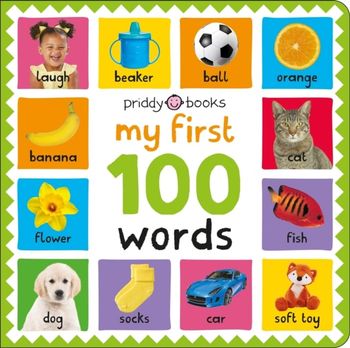 laugh
beaker
ball
orange
priddy books
my first
100
words
banana
cat
flower
fish
dog
socks
car
soft toy